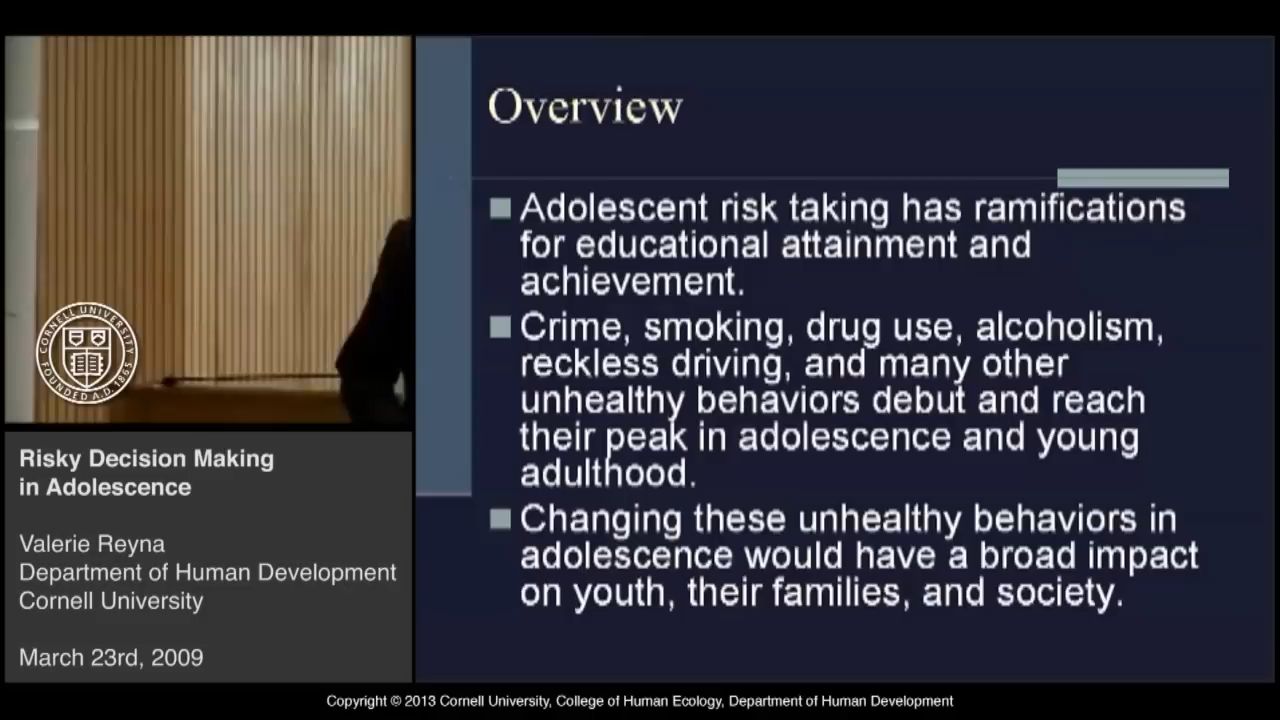 Overview
Adolescent risk taking has ramifications
for educational attainment and
achievement.
Crime, smoking, drug use, alcoholism,
reckless driving, and many other
unhealthy behaviors debut and reach
their peak in adolescence and young
adulthood.
Changing these unhealthy behaviors in
adolescence would have a broad impact
on youth, their families, and society.
CORNELL UNIVERSITY
FOUNDED A.D. 1865
Risky Decision Making
in Adolescence
Valerie Reyna
Department of Human Development
Cornell University
March 23rd, 2009
Copyright © 2013 Cornell University, College of Human Ecology, Department of Human Development